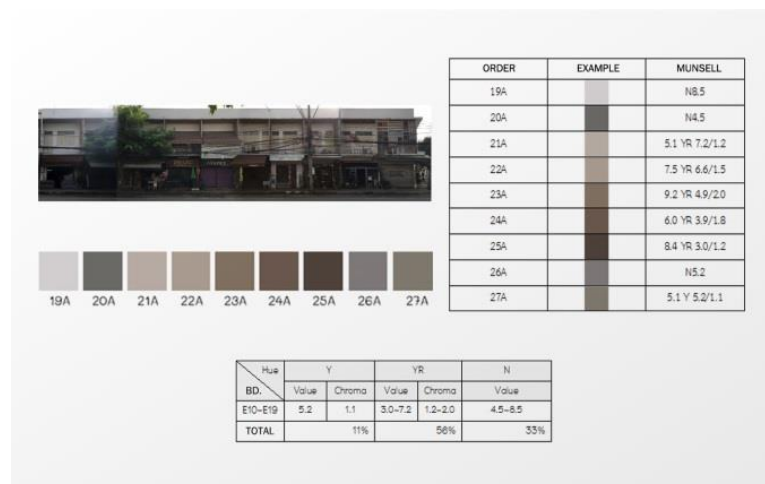 ORDER EXAMPLE MUNSELL
19A N8.5
20A N4.5
21A 5.1 YR 7.2/1.2
22A 7.5 YR 6.6/1.5
23A 9.2 YR 4.9/2.0
24A 6.0 YR 3.9/1.8
25A 8.4 YR 3.0/1.2
26A N5.2
27A 5.1 Y 5.2/1.1
19A 20A 21A 22A 23A 24A 25A 26A 27A
Hue Y YR N
BD. Value Chroma Value Chroma Value
E10-E19 5.2 1.1 3.0-7.2 1.2-2.0 4.5-8.5
TOTAL 11% 56% 33%